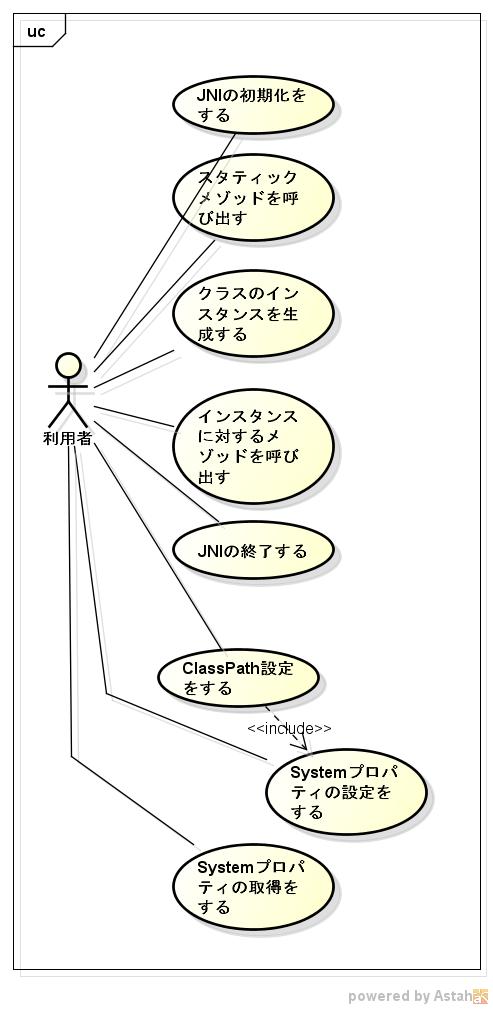 uc
JNIの初期化を
する
スタティック
メゾッドを呼
び出す
クラスのイン
スタンスを生
成する
利用者
インスタンス
に対するメ
ゾッドを呼び
出す
JNIの終了する
ClassPath設定
をする
<<include>>
Systemプロパ
ティの設定を
する
Systemプロパ
ティの取得を
する
powered by Astah